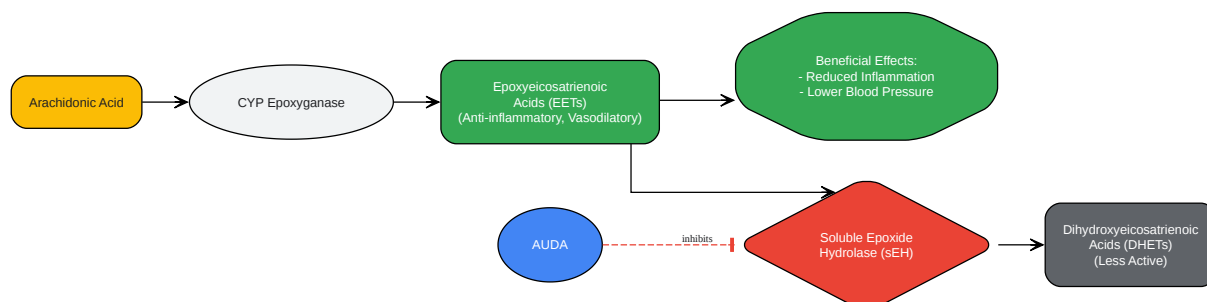 Arachidonic Acid
CYP Epoxyganase
Epoxyeicosatrienoic
Acids (EETs)
(Anti-inflammatory, Vasodilatory)
Beneficial Effects:
- Reduced Inflammation
- Lower Blood Pressure
AUDA
inhibits
Soluble Epoxide
Hydrolase (sEH)
Dihydroxyeicosatrienoic
Acids (DHETs)
(Less Active)